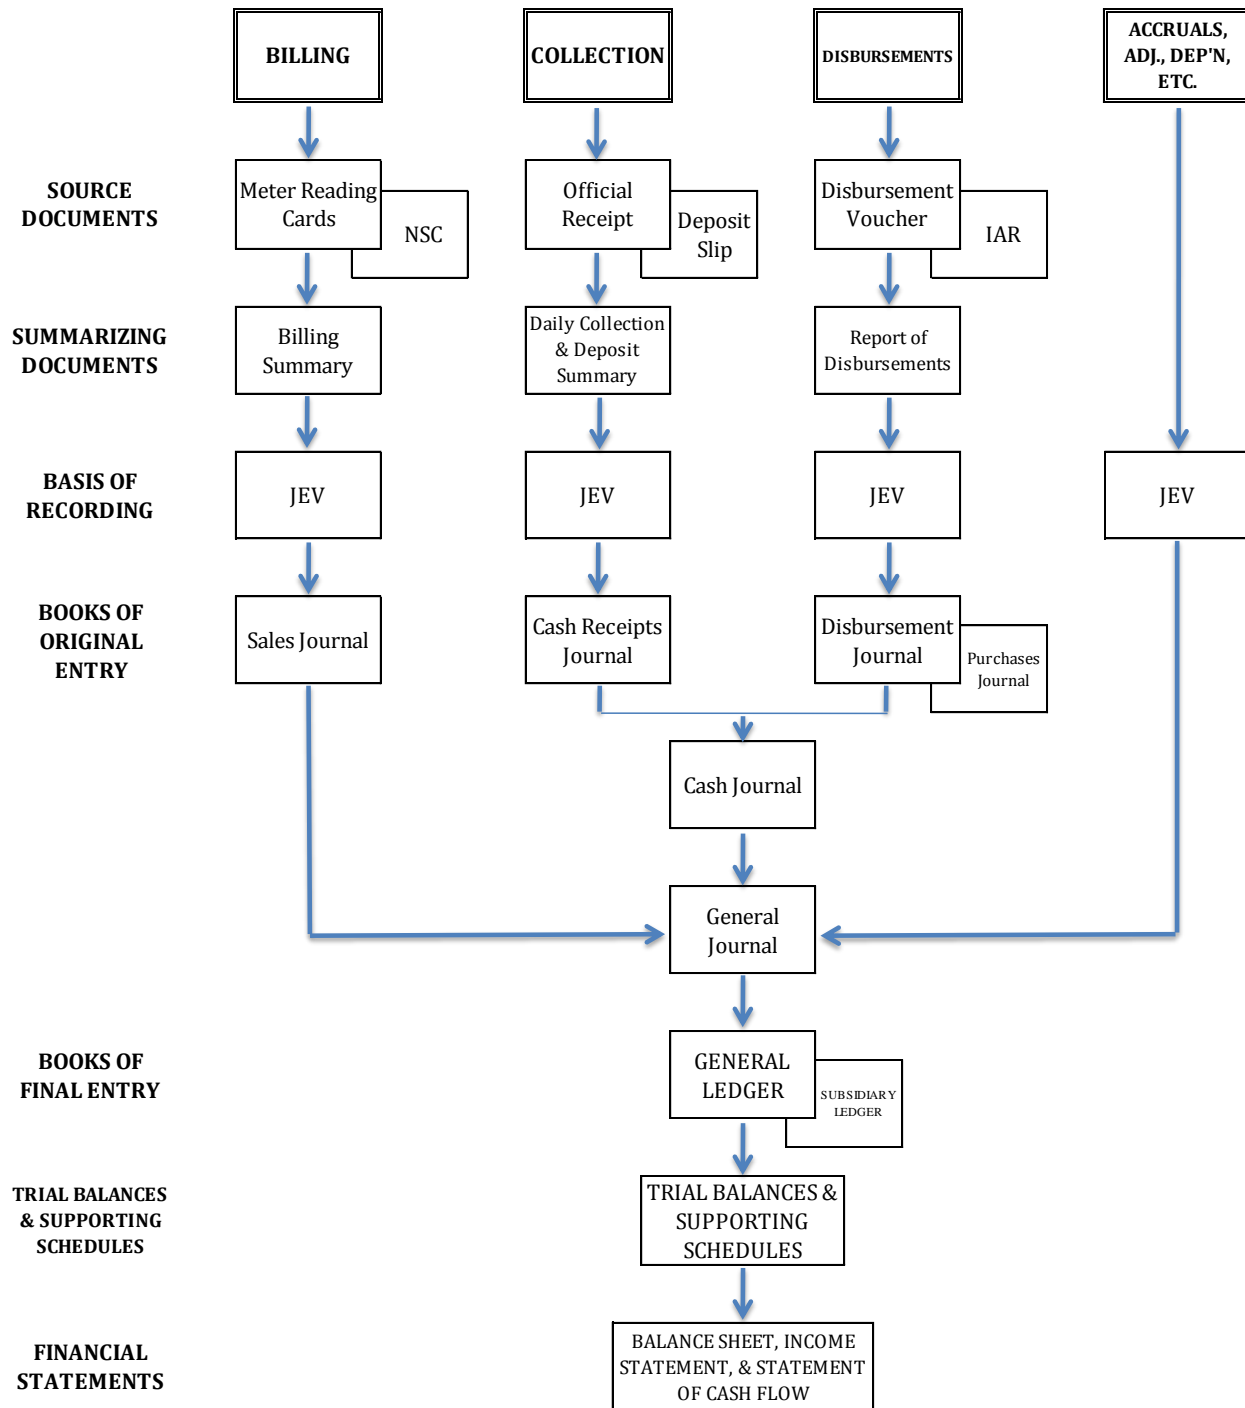 BILLING
COLLECTION
DISBURSEMENTS
ACCRUALS,
ADJ., DEP'N,
ETC.
SOURCE
DOCUMENTS
Meter Reading
Cards
NSC
Official
Receipt
Deposit
Slip
Disbursement
Voucher
IAR
SUMMARIZING
DOCUMENTS
Billing
Summary
Daily Collection
& Deposit
Summary
Report of
Disbursements
BASIS OF
RECORDING
JEV
JEV
JEV
JEV
BOOKS OF
ORIGINAL
ENTRY
Sales Journal
Cash Receipts
Journal
Disbursement
Journal
Purchases
Journal
Cash Journal
General
Journal
BOOKS OF
FINAL ENTRY
GENERAL
LEDGER
SUBSIDIARY
LEDGER
TRIAL BALANCES
& SUPPORTING
SCHEDULES
TRIAL BALANCES &
SUPPORTING
SCHEDULES
FINANCIAL
STATEMENTS
BALANCE SHEET, INCOME
STATEMENT, & STATEMENT
OF CASH FLOW